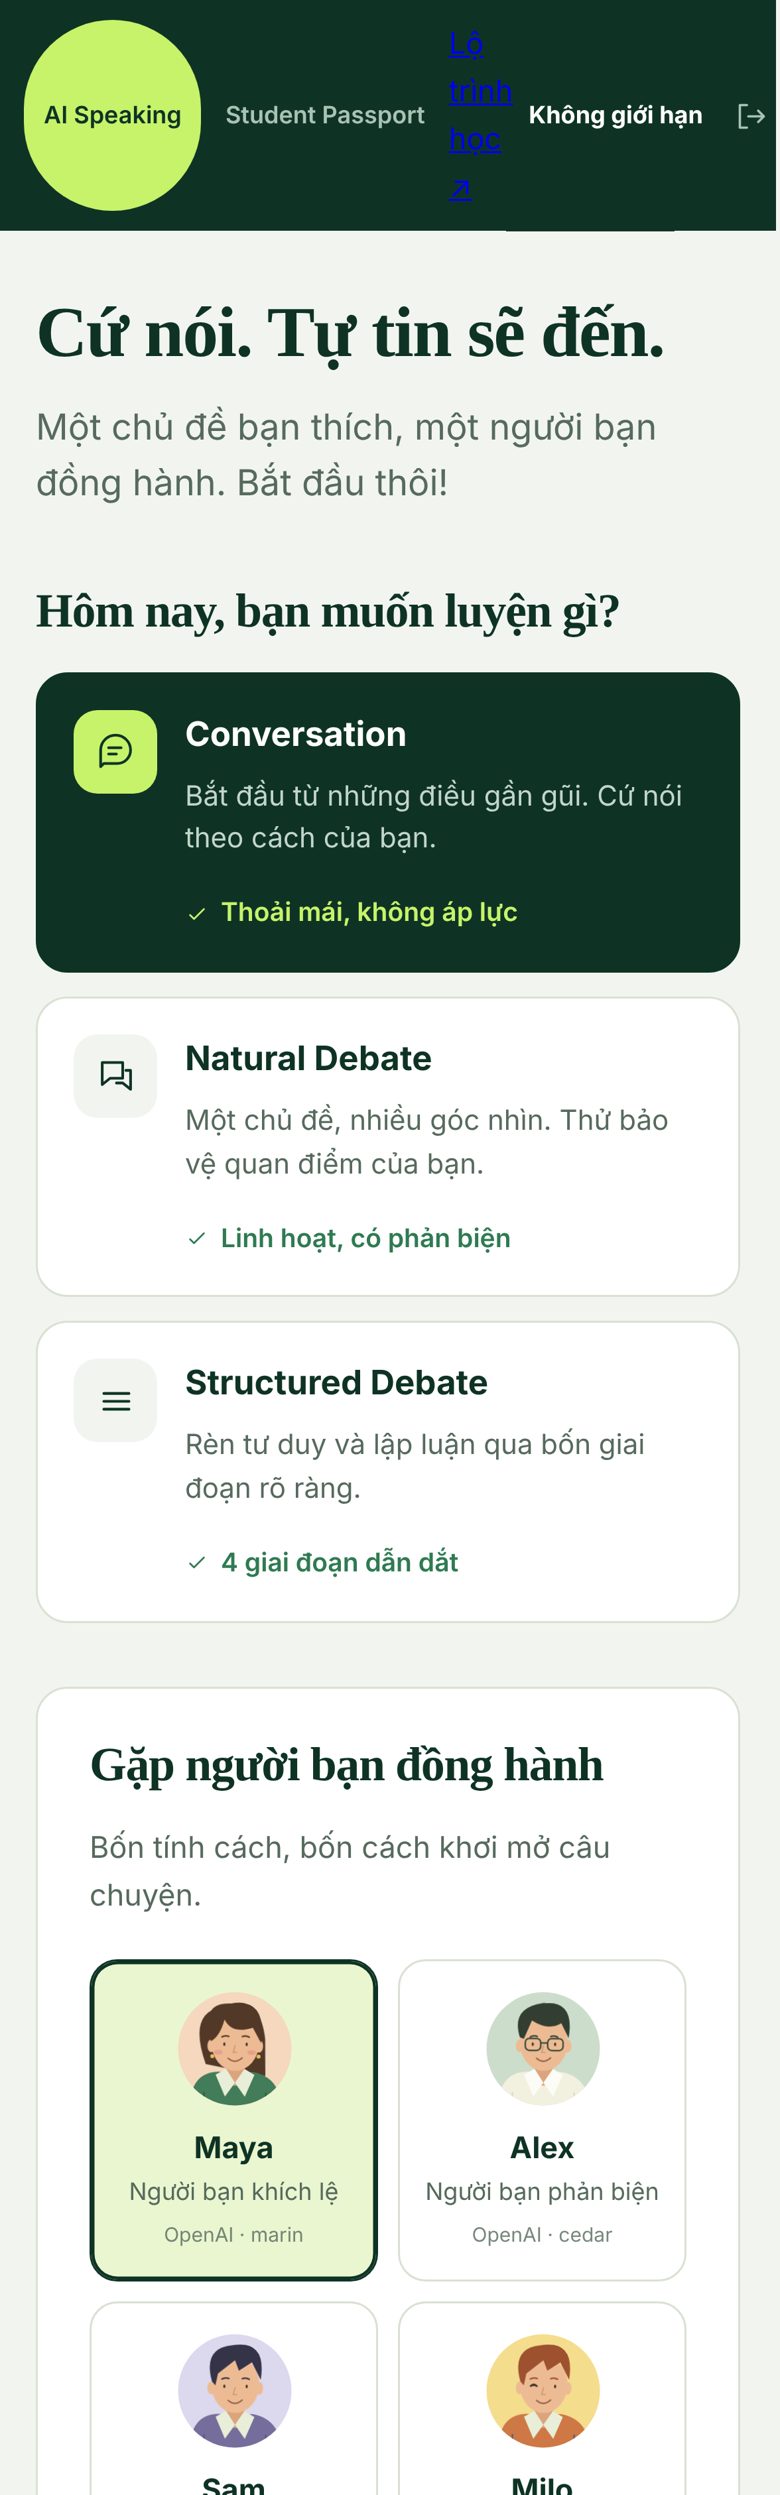 AI Speaking
Student Passport
Lộ
trình
học
↗
Không giới hạn
Cứ nói. Tự tin sẽ đến.
Một chủ đề bạn thích, một người bạn
đồng hành. Bắt đầu thôi!
Hôm nay, bạn muốn luyện gì?
Conversation
Bắt đầu từ những điều gần gũi. Cứ nói
theo cách của bạn.
Thoải mái, không áp lực
Natural Debate
Một chủ đề, nhiều góc nhìn. Thử bảo
vệ quan điểm của bạn.
Linh hoạt, có phản biện
Structured Debate
Rèn tư duy và lập luận qua bốn giai
đoạn rõ ràng.
4 giai đoạn dẫn dắt
Gặp người bạn đồng hành
Bốn tính cách, bốn cách khơi mở câu
chuyện.
Maya
Người bạn khích lệ
OpenAI · marin
Alex
Người bạn phản biện
OpenAI · cedar
Sam
Milo